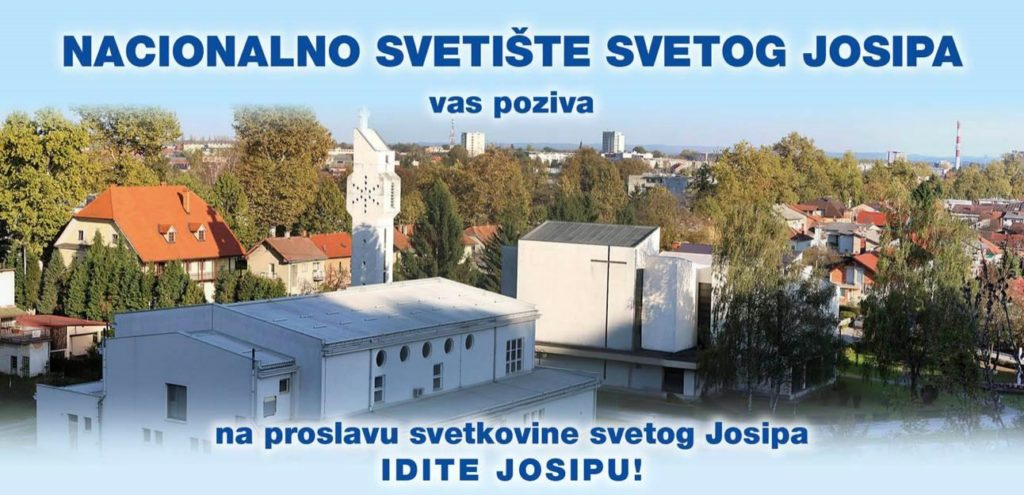 NACIONALNO SVETIŠTE SVETOG JOSIPA
vas poziva
na proslavu svetkovine svetog Josipa
IDITE JOSIPU!